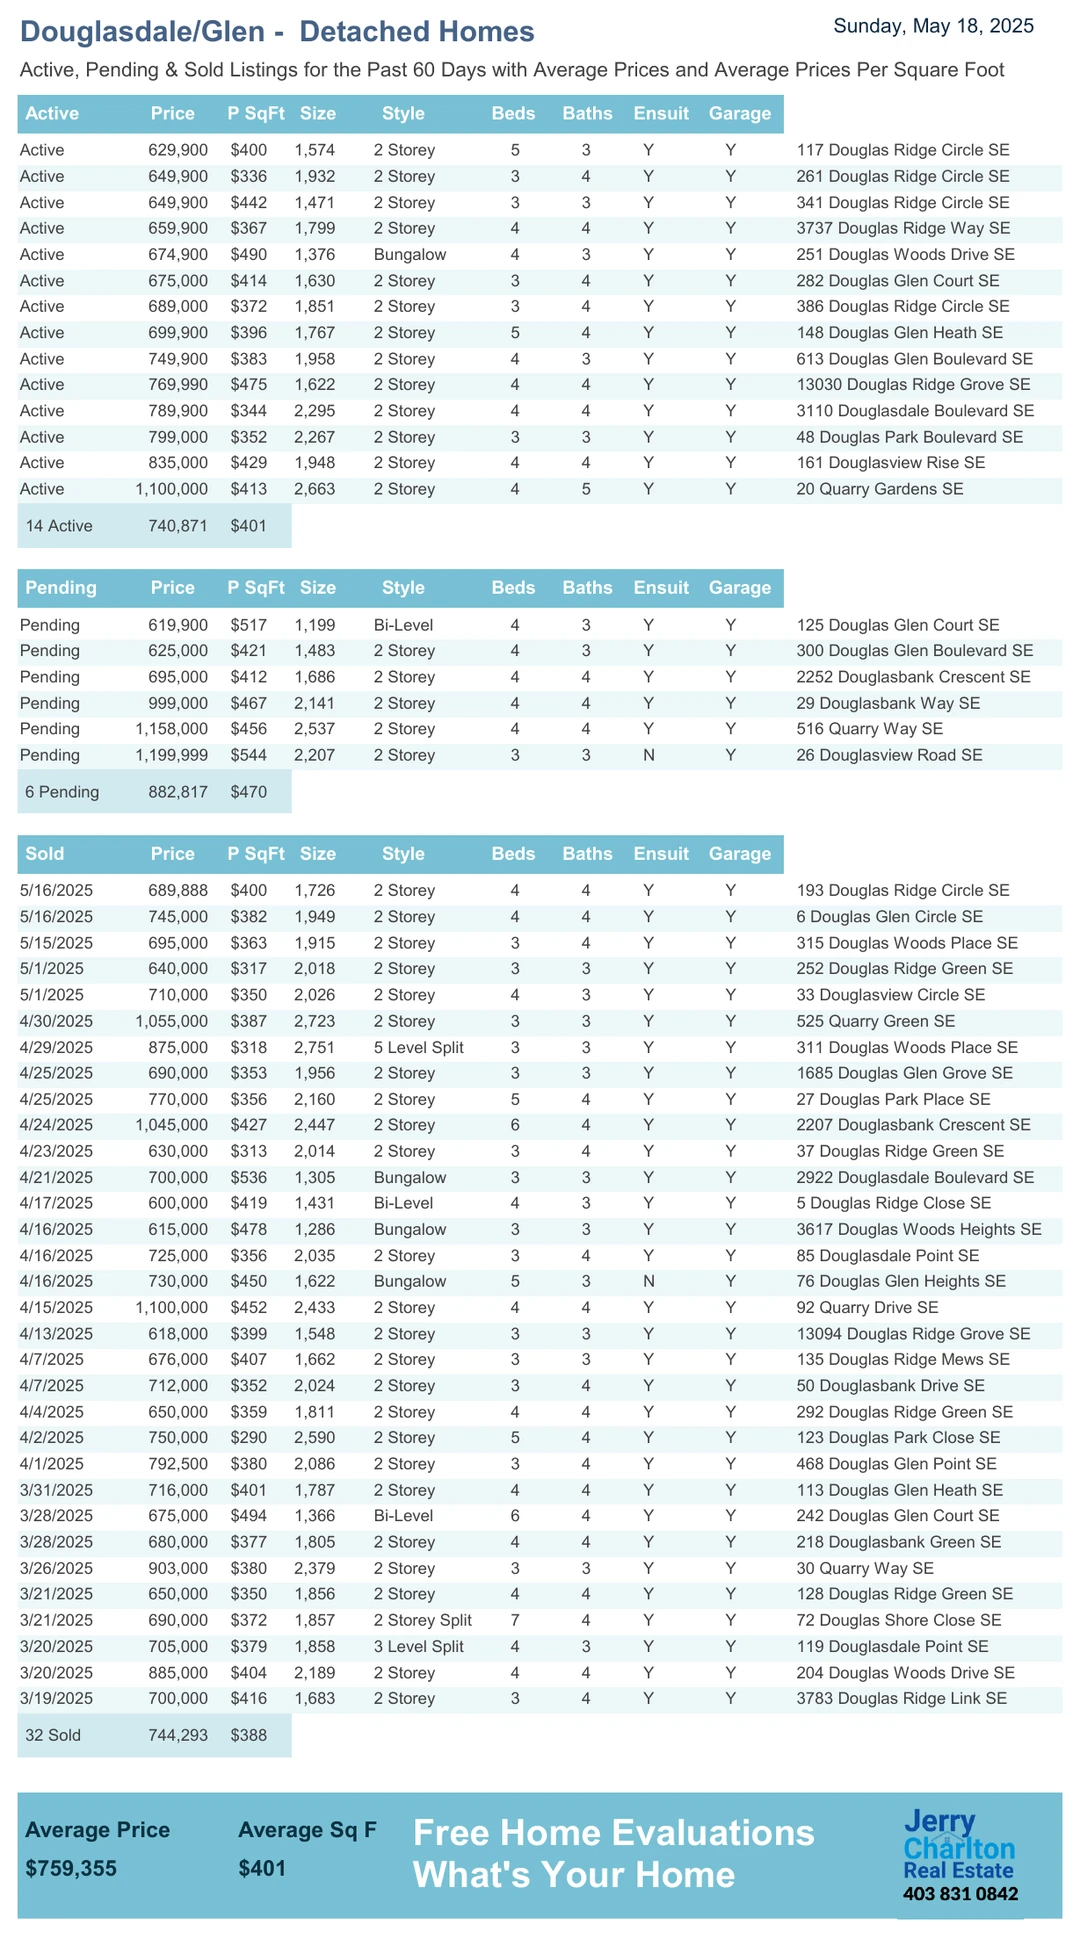 Douglasdale/Glen - Detached Homes
Sunday, May 18, 2025
Active, Pending & Sold Listings for the Past 60 Days with Average Prices and Average Prices Per Square Foot
Active Price P SqFt Size Style Beds Baths Ensuit Garage
Active 629,900 $400 1,574 2 Storey 5 3 Y Y 117 Douglas Ridge Circle SE
Active 649,900 $336 1,932 2 Storey 3 4 Y Y 261 Douglas Ridge Circle SE
Active 649,900 $442 1,471 2 Storey 3 3 Y Y 341 Douglas Ridge Circle SE
Active 659,900 $367 1,799 2 Storey 4 4 Y Y 3737 Douglas Ridge Way SE
Active 674,900 $490 1,376 Bungalow 4 3 Y Y 251 Douglas Woods Drive SE
Active 675,000 $414 1,630 2 Storey 3 4 Y Y 282 Douglas Glen Court SE
Active 689,000 $372 1,851 2 Storey 3 4 Y Y 386 Douglas Ridge Circle SE
Active 699,900 $396 1,767 2 Storey 5 4 Y Y 148 Douglas Glen Heath SE
Active 749,900 $383 1,958 2 Storey 4 3 Y Y 613 Douglas Glen Boulevard SE
Active 769,990 $475 1,622 2 Storey 4 4 Y Y 13030 Douglas Ridge Grove SE
Active 789,900 $344 2,295 2 Storey 4 4 Y Y 3110 Douglasdale Boulevard SE
Active 799,000 $352 2,267 2 Storey 3 3 Y Y 48 Douglas Park Boulevard SE
Active 835,000 $429 1,948 2 Storey 4 4 Y Y 161 Douglasview Rise SE
Active 1,100,000 $413 2,663 2 Storey 4 5 Y Y 20 Quarry Gardens SE
14 Active 740,871 $401
Pending Price P SqFt Size Style Beds Baths Ensuit Garage
Pending 619,900 $517 1,199 Bi-Level 4 3 Y Y 125 Douglas Glen Court SE
Pending 625,000 $421 1,483 2 Storey 4 3 Y Y 300 Douglas Glen Boulevard SE
Pending 695,000 $412 1,686 2 Storey 4 4 Y Y 2252 Douglasbank Crescent SE
Pending 999,000 $467 2,141 2 Storey 4 4 Y Y 29 Douglasbank Way SE
Pending 1,158,000 $456 2,537 2 Storey 4 4 Y Y 516 Quarry Way SE
Pending 1,199,999 $544 2,207 2 Storey 3 3 N Y 26 Douglasview Road SE
6 Pending 882,817 $470
Sold Price P SqFt Size Style Beds Baths Ensuit Garage
5/16/2025 689,888 $400 1,726 2 Storey 4 4 Y Y 193 Douglas Ridge Circle SE
5/16/2025 745,000 $382 1,949 2 Storey 4 4 Y Y 6 Douglas Glen Circle SE
5/15/2025 695,000 $363 1,915 2 Storey 3 4 Y Y 315 Douglas Woods Place SE
5/1/2025 640,000 $317 2,018 2 Storey 3 3 Y Y 252 Douglas Ridge Green SE
5/1/2025 710,000 $350 2,026 2 Storey 4 3 Y Y 33 Douglasview Circle SE
4/30/2025 1,055,000 $387 2,723 2 Storey 3 3 Y Y 525 Quarry Green SE
4/29/2025 875,000 $318 2,751 5 Level Split 3 3 Y Y 311 Douglas Woods Place SE
4/25/2025 690,000 $353 1,956 2 Storey 3 3 Y Y 1685 Douglas Glen Grove SE
4/25/2025 770,000 $356 2,160 2 Storey 5 4 Y Y 27 Douglas Park Place SE
4/24/2025 1,045,000 $427 2,447 2 Storey 6 4 Y Y 2207 Douglasbank Crescent SE
4/23/2025 630,000 $313 2,014 2 Storey 3 4 Y Y 37 Douglas Ridge Green SE
4/21/2025 700,000 $536 1,305 Bungalow 3 3 Y Y 2922 Douglasdale Boulevard SE
4/17/2025 600,000 $419 1,431 Bi-Level 4 3 Y Y 5 Douglas Ridge Close SE
4/16/2025 615,000 $478 1,286 Bungalow 3 3 Y Y 3617 Douglas Woods Heights SE
4/16/2025 725,000 $356 2,035 2 Storey 3 4 Y Y 85 Douglasdale Point SE
4/16/2025 730,000 $450 1,622 Bungalow 5 3 N Y 76 Douglas Glen Heights SE
4/15/2025 1,100,000 $452 2,433 2 Storey 4 4 Y Y 92 Quarry Drive SE
4/13/2025 618,000 $399 1,548 2 Storey 3 3 Y Y 13094 Douglas Ridge Grove SE
4/7/2025 676,000 $407 1,662 2 Storey 3 3 Y Y 135 Douglas Ridge Mews SE
4/7/2025 712,000 $352 2,024 2 Storey 3 4 Y Y 50 Douglasbank Drive SE
4/4/2025 650,000 $359 1,811 2 Storey 4 4 Y Y 292 Douglas Ridge Green SE
4/2/2025 750,000 $290 2,590 2 Storey 5 4 Y Y 123 Douglas Park Close SE
4/1/2025 792,500 $380 2,086 2 Storey 3 4 Y Y 468 Douglas Glen Point SE
3/31/2025 716,000 $401 1,787 2 Storey 4 4 Y Y 113 Douglas Glen Heath SE
3/28/2025 675,000 $494 1,366 Bi-Level 6 4 Y Y 242 Douglas Glen Court SE
3/28/2025 680,000 $377 1,805 2 Storey 4 4 Y Y 218 Douglasbank Green SE
3/26/2025 903,000 $380 2,379 2 Storey 3 3 Y Y 30 Quarry Way SE
3/21/2025 650,000 $350 1,856 2 Storey 4 4 Y Y 128 Douglas Ridge Green SE
3/21/2025 690,000 $372 1,857 2 Storey Split 7 4 Y Y 72 Douglas Shore Close SE
3/20/2025 705,000 $379 1,858 3 Level Split 4 3 Y Y 119 Douglasdale Point SE
3/20/2025 885,000 $404 2,189 2 Storey 4 4 Y Y 204 Douglas Woods Drive SE
3/19/2025 700,000 $416 1,683 2 Storey 3 4 Y Y 3783 Douglas Ridge Link SE
32 Sold 744,293 $388
Average Price Average Sq F
$759,355 $401
Free Home Evaluations
What's Your Home
Jerry
Charlton
Real Estate
403 831 0842